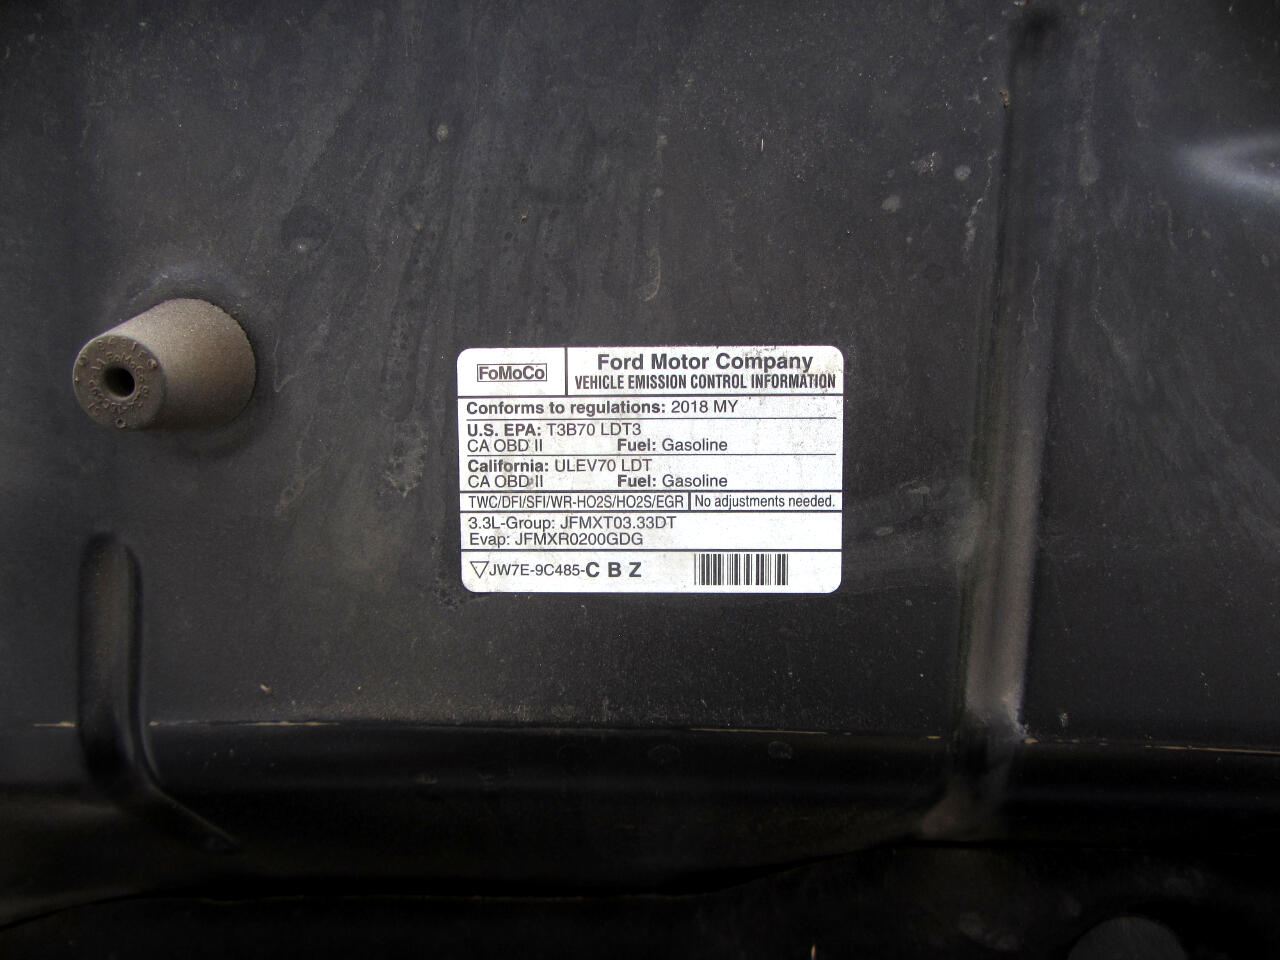 FoMoCo
Ford Motor Company
VEHICLE EMISSION CONTROL INFORMATION
Conforms to regulations: 2018 MY
U.S. EPA: T3B70 LDT3
CA OBD II Fuel: Gasoline
California: ULEV70 LDT
CA OBD II Fuel: Gasoline
TWC/DFI/SFI/WR-HO2S/HO2S/EGR No adjustments needed.
3.3L-Group: JFMXT03.33DT
Evap: JFMXR0200GDG
JW7E-9C485-C B Z